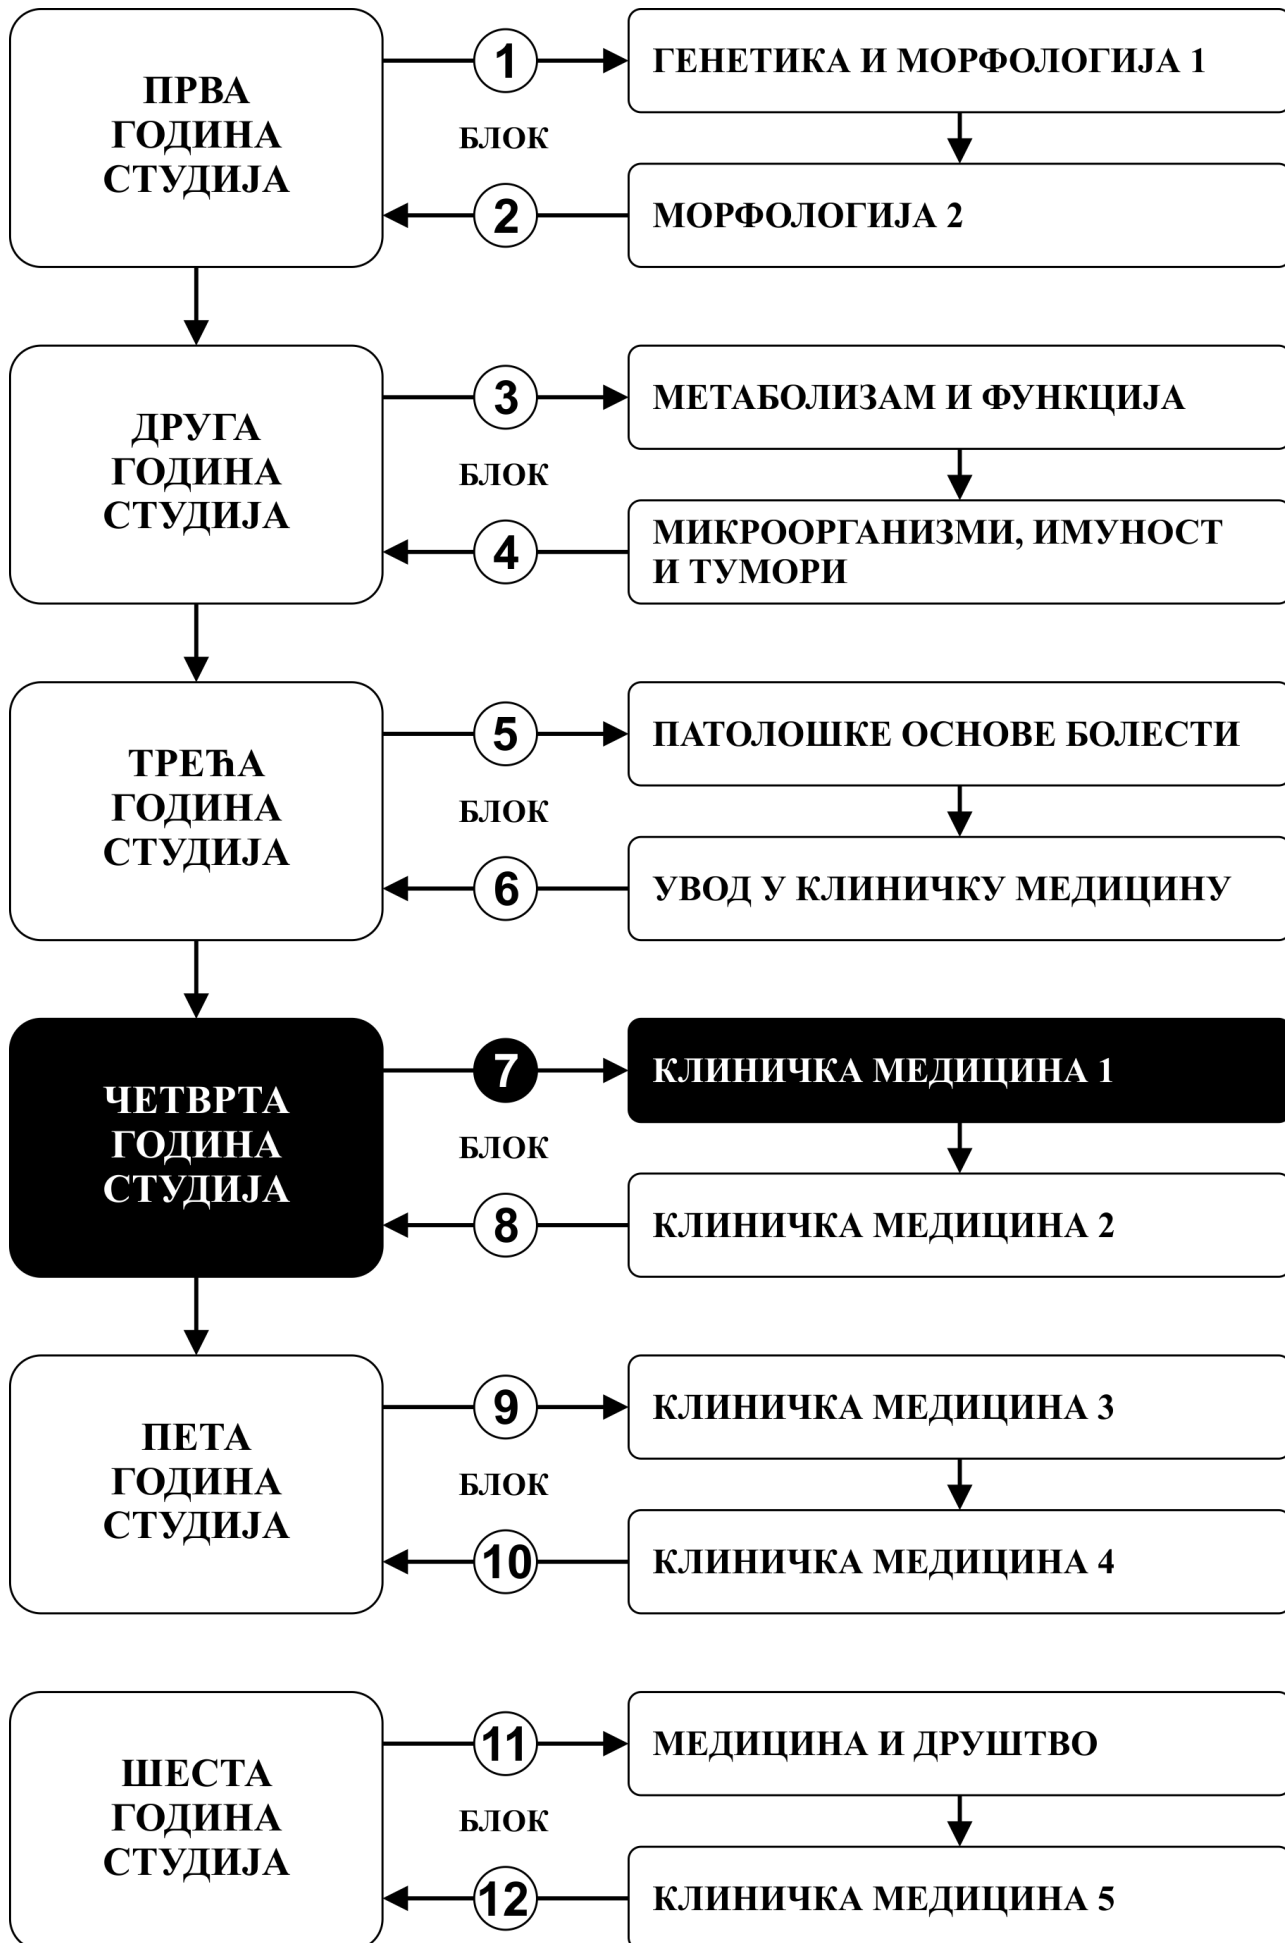 ПРВА
ГОДИНА
СТУДИЈА
1
БЛОК
2
ГЕНЕТИКА И МОРФОЛОГИЈА 1
МОРФОЛОГИЈА 2
ДРУГА
ГОДИНА
СТУДИЈА
3
БЛОК
4
МЕТАБОЛИЗАМ И ФУНКЦИЈА
МИКРООРГАНИЗМИ, ИМУНОСТ
И ТУМОРИ
ТРЕЋА
ГОДИНА
СТУДИЈА
5
БЛОК
6
ПАТОЛОШКЕ ОСНОВЕ БОЛЕСТИ
УВОД У КЛИНИЧКУ МЕДИЦИНУ
ЧЕТВРТА
ГОДИНА
СТУДИЈА
7
БЛОК
8
КЛИНИЧКА МЕДИЦИНА 1
КЛИНИЧКА МЕДИЦИНА 2
ПЕТА
ГОДИНА
СТУДИЈА
9
БЛОК
10
КЛИНИЧКА МЕДИЦИНА 3
КЛИНИЧКА МЕДИЦИНА 4
ШЕСТА
ГОДИНА
СТУДИЈА
11
БЛОК
12
МЕДИЦИНА И ДРУШТВО
КЛИНИЧКА МЕДИЦИНА 5